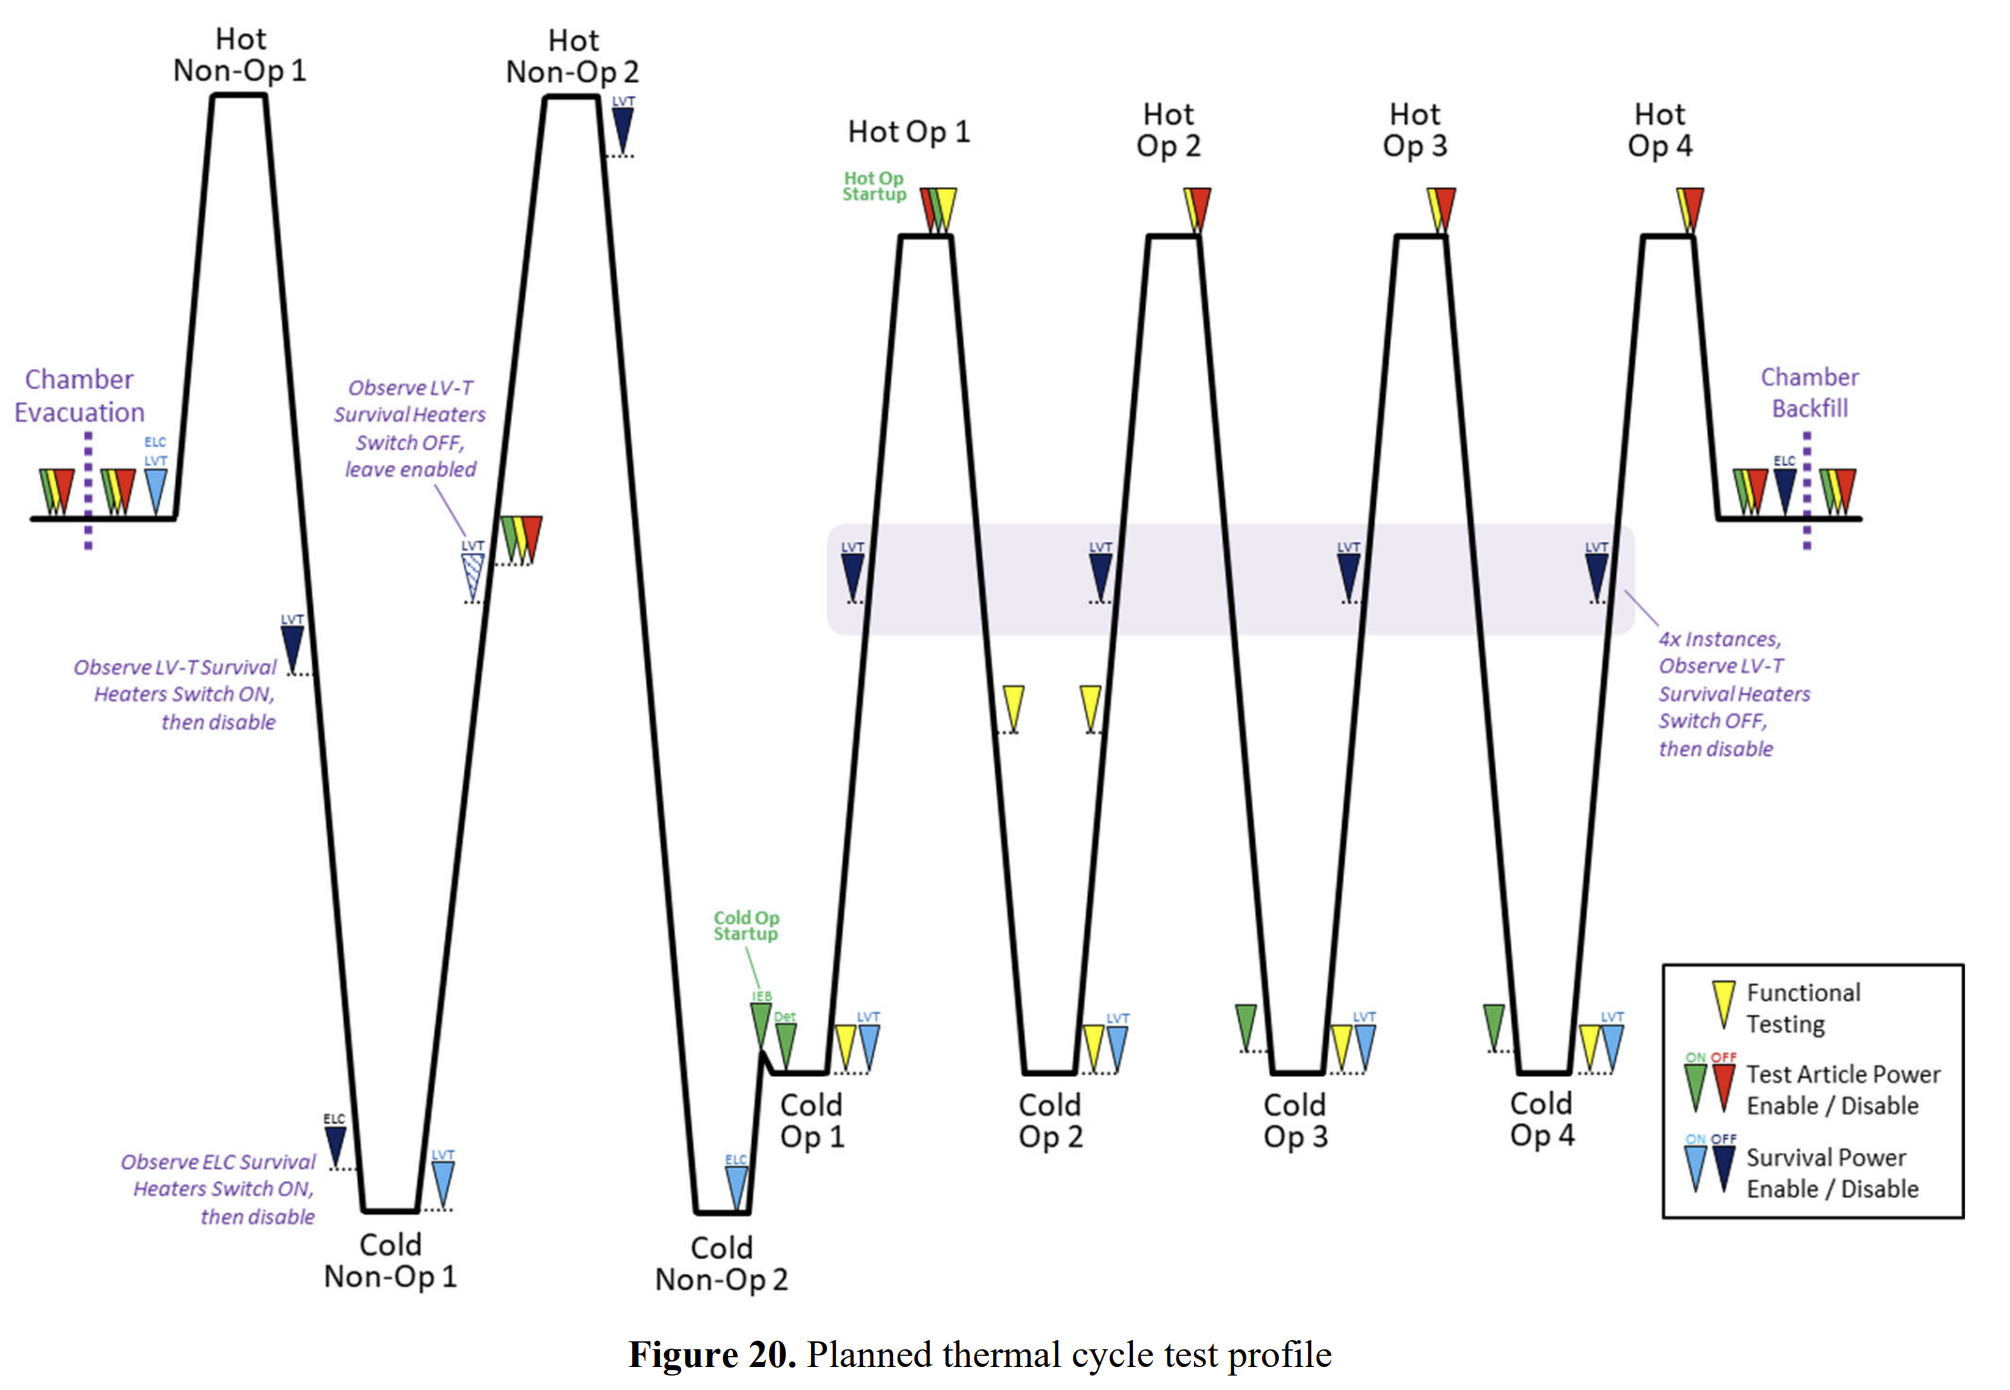 Hot
Non-Op 1
Hot
Non-Op 2
LVT
Hot Op 1
Hot
Op 2
Hot
Op 3
Hot
Op 4
Hot Op
Startup
Chamber
Evacuation
ELC
LVT
Observe LV-T
Survival Heaters
Switch OFF,
leave enabled
LVT
LVT
Observe LV-T Survival
Heaters Switch ON,
then disable
LVT
LVT
LVT
LVT
Chamber
Backfill
ELC
4x Instances,
Observe LV-T
Survival Heaters
Switch OFF,
then disable
Cold Op
Startup
IEB
Det
LVT
LVT
LVT
LVT
ELC
Observe ELC Survival
Heaters Switch ON,
then disable
LVT
ELC
Cold
Non-Op 1
Cold
Non-Op 2
Cold
Op 1
Cold
Op 2
Cold
Op 3
Cold
Op 4
Functional
Testing
ON OFF
Test Article Power
Enable / Disable
ON OFF
Survival Power
Enable / Disable
Figure 20. Planned thermal cycle test profile